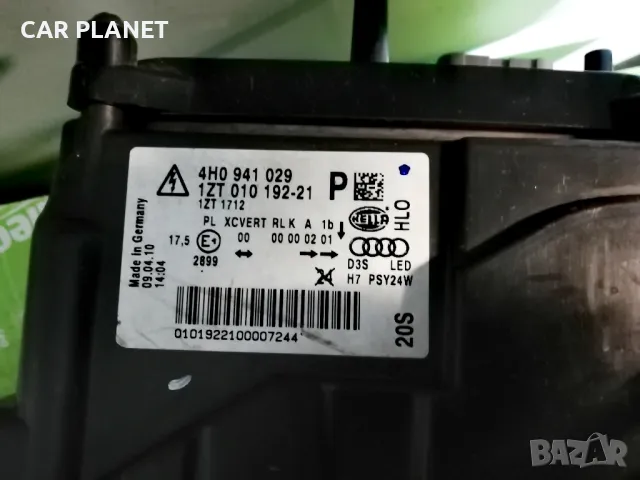 CAR PLANET
4H0 941 029
1ZT 010 192-21
1ZT 1712
P
HELLA
HLO
PL XCVERT RLK A 1b
17,5 E1 00 00 00 02 01
2899
D3S LED
H7 PSY24W
Made in Germany
09.04.10
14:04
0101922100007244
20S
BAZAR